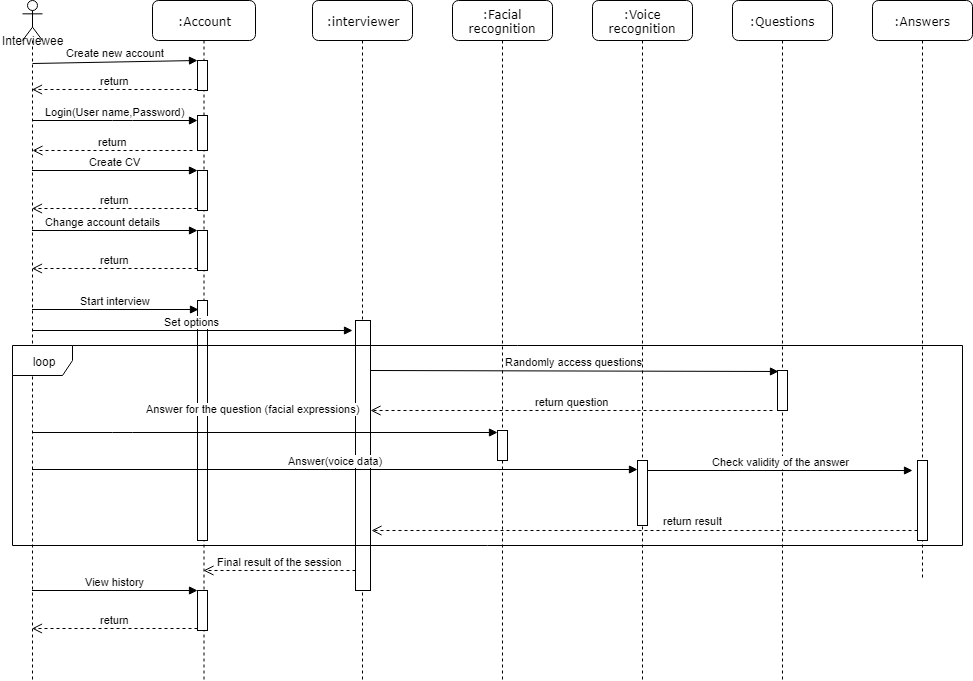 Interviewee
:Account
:interviewer
:Facial
recognition
:Voice
recognition
:Questions
:Answers
Create new account
return
Login(User name,Password)
return
Create CV
return
Change account details
return
Start interview
Set options
loop
Randomly access questions
return question
Answer for the question (facial expressions)
Answer(voice data)
Check validity of the answer
return result
Final result of the session
View history
return